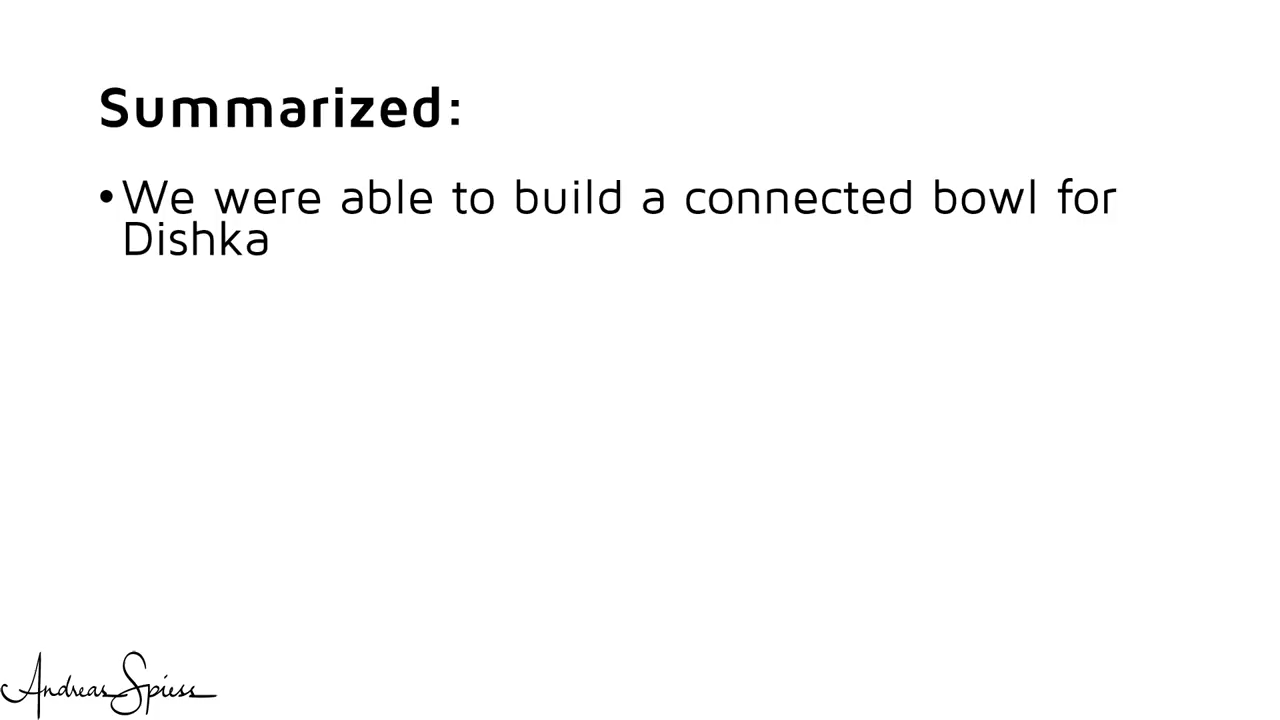 Summarized:
•We were able to build a connected bowl for
Dishka
Andreas Spiess